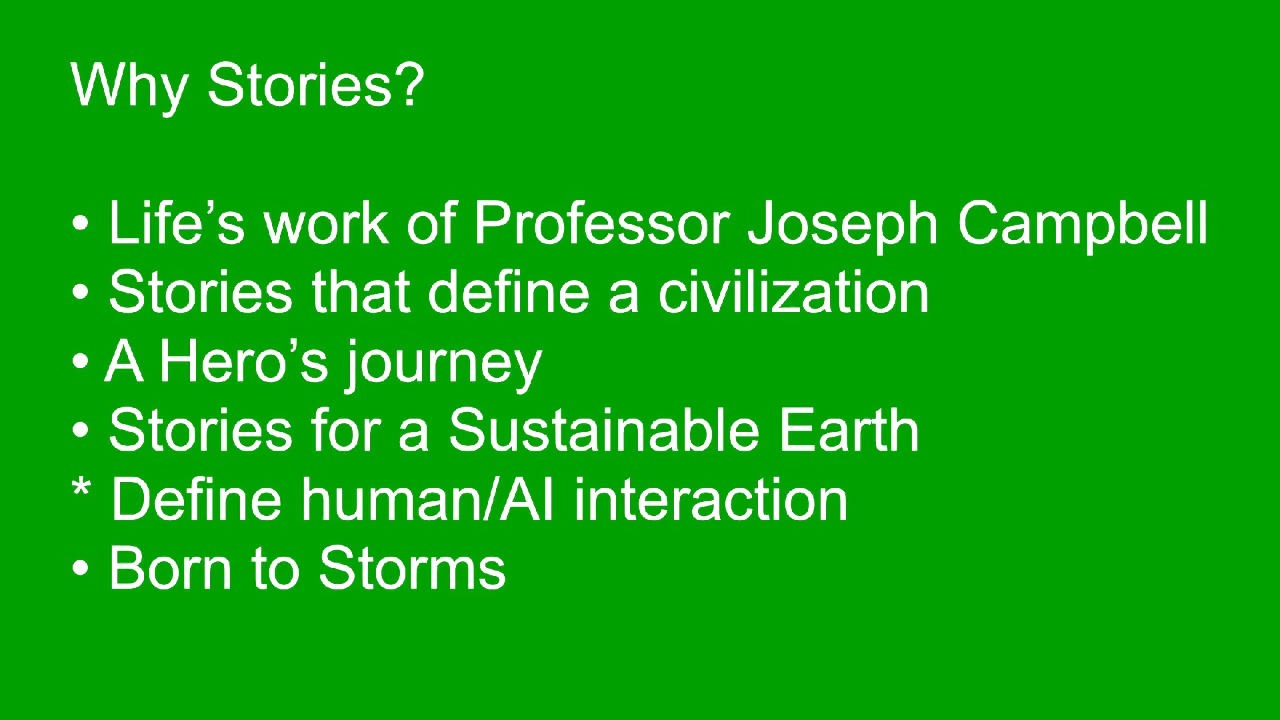 Why Stories?
• Life’s work of Professor Joseph Campbell
• Stories that define a civilization
• A Hero’s journey
• Stories for a Sustainable Earth
* Define human/AI interaction
• Born to Storms